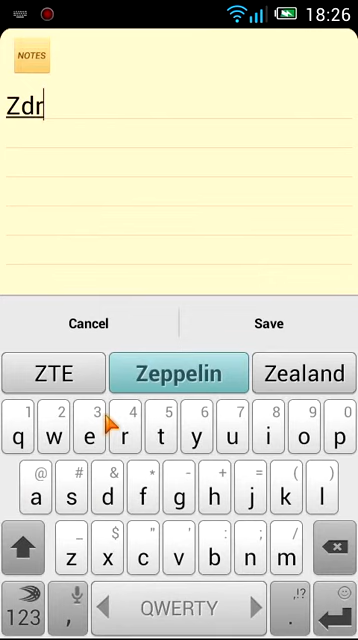 18:26
NOTES
Zdr
Cancel Save
ZTE Zeppelin Zealand
1 2 3 4 5 6 7 8 9 0
q w e r t y u i o p
@ # & * - + = ( )
a s d f g h j k l
_ $ " ' : ; /
z x c v b n m
,!?
123 , QWERTY .